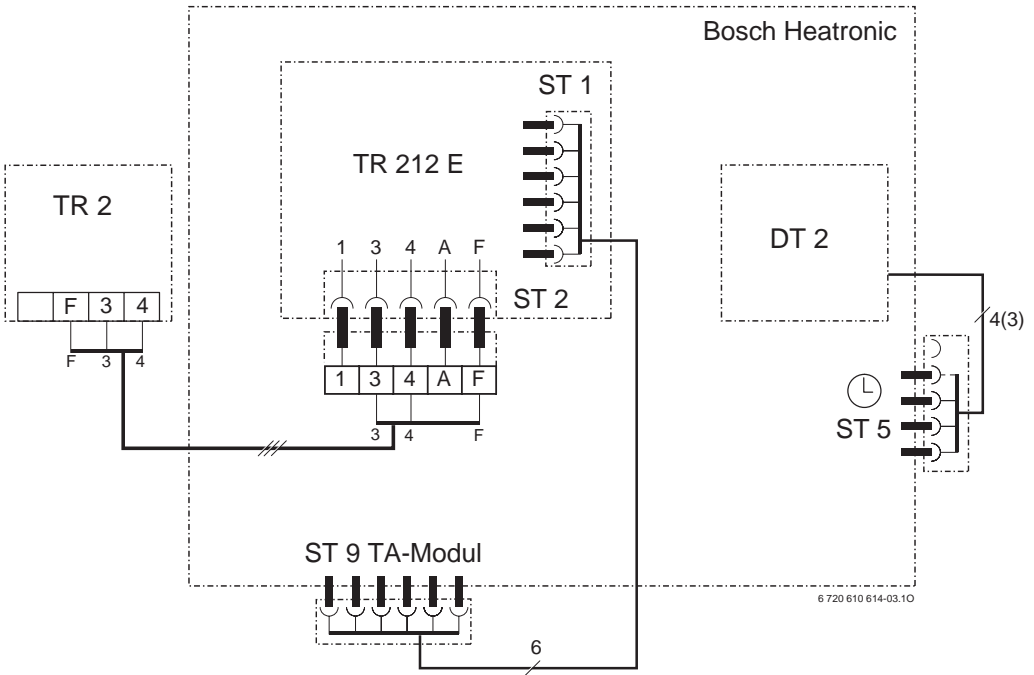 Bosch Heatronic
ST 1
TR 212 E
TR 2
DT 2
1 3 4 A F
ST 2
F 3 4
4(3)
F 3 4
1 3 4 A F
ST 5
3 4 F
ST 9 TA-Modul
6 720 610 614-03.1O
6